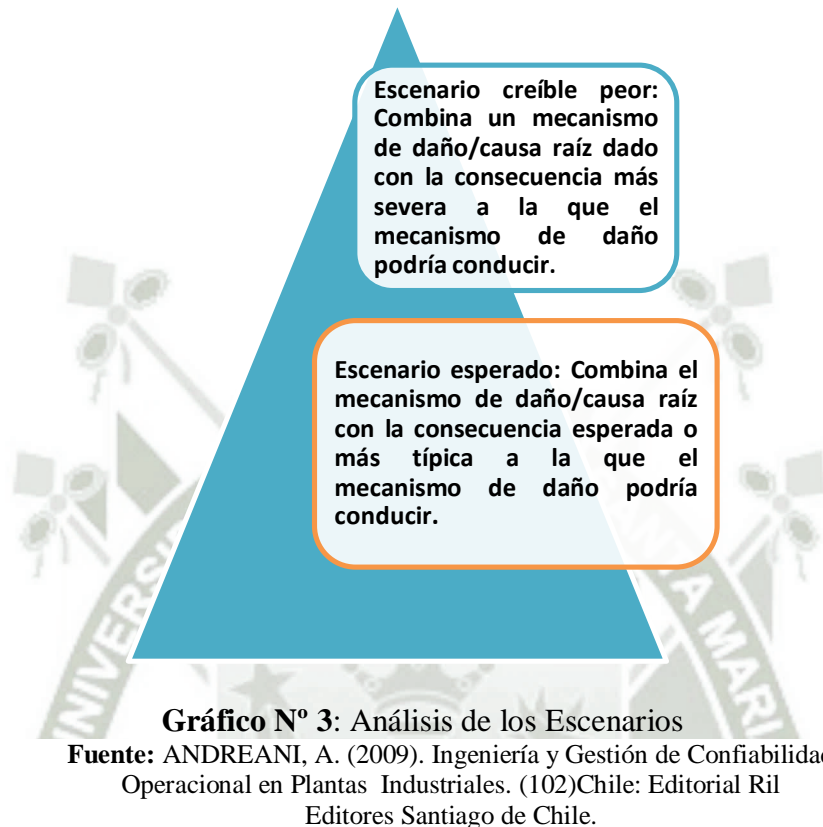 Escenario creíble peor:
Combina un mecanismo
de daño/causa raíz dado
con la consecuencia más
severa a la que el
mecanismo de daño
podría conducir.
Escenario esperado: Combina el
mecanismo de daño/causa raíz
con la consecuencia esperada o
más típica a la que el
mecanismo de daño podría
conducir.
Gráfico Nº 3: Análisis de los Escenarios
Fuente: ANDREANI, A. (2009). Ingeniería y Gestión de Confiabilidad
Operacional en Plantas Industriales. (102)Chile: Editorial Ril
Editores Santiago de Chile.